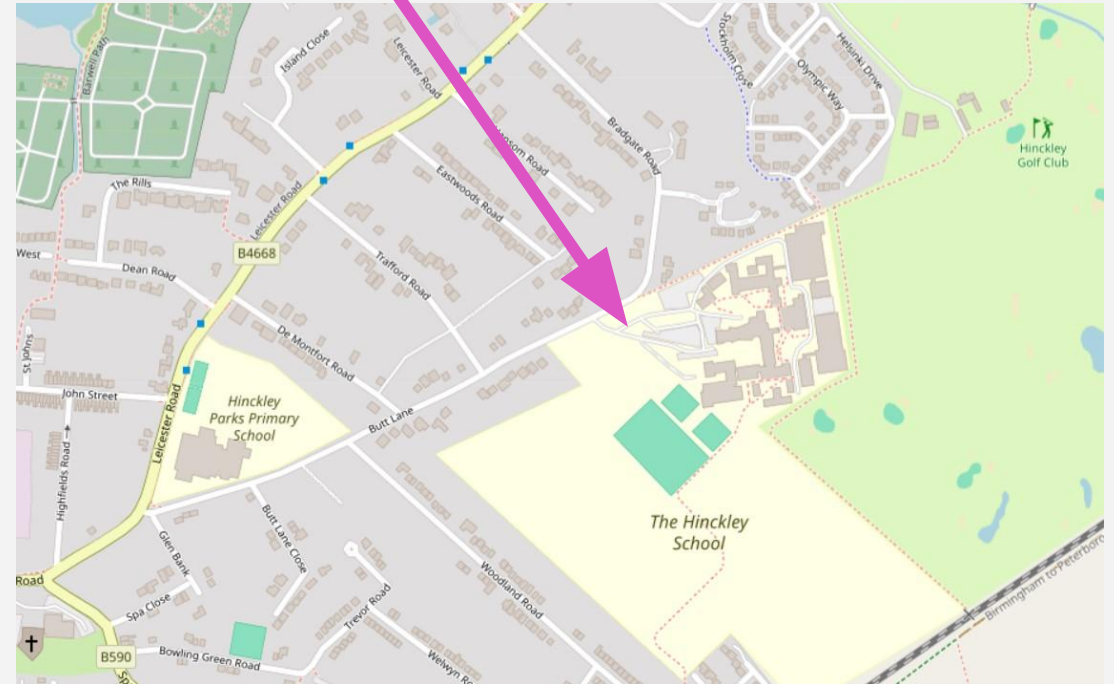 Barwell Path
Island Close
Leicester Road
Stockholm Close
Helsinki Drive
Olympic Way
Hinckley
Golf Club
Bradgate Road
Road
Eastwoods Road
The Rills
Leicester Road
B4668
West
Dean Road
Trafford Road
De Montfort Road
St Johns
John Street
Hinckley
Parks Primary
School
Butt Lane
Leicester Road
Highfields Road
The Hinckley
School
Butt Lane Close
Glen Bank
Woodland Road
Birmingham to Peterboro
Road
Spa Close
Trevor Road
B590
Bowling Green Road
Welwyn Ro
Sp